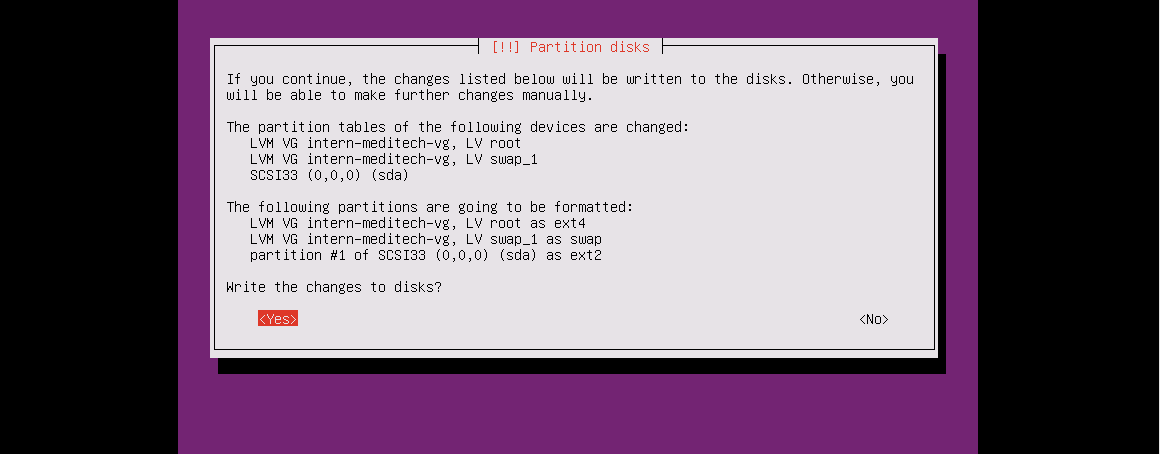 [!!] Partition disks
If you continue, the changes listed below will be written to the disks. Otherwise, you
will be able to make further changes manually.
The partition tables of the following devices are changed:
LVM VG intern-meditech-vg, LV root
LVM VG intern-meditech-vg, LV swap_1
SCSI33 (0,0,0) (sda)
The following partitions are going to be formatted:
LVM VG intern-meditech-vg, LV root as ext4
LVM VG intern-meditech-vg, LV swap_1 as swap
partition #1 of SCSI33 (0,0,0) (sda) as ext2
Write the changes to disks?
<Yes> <No>